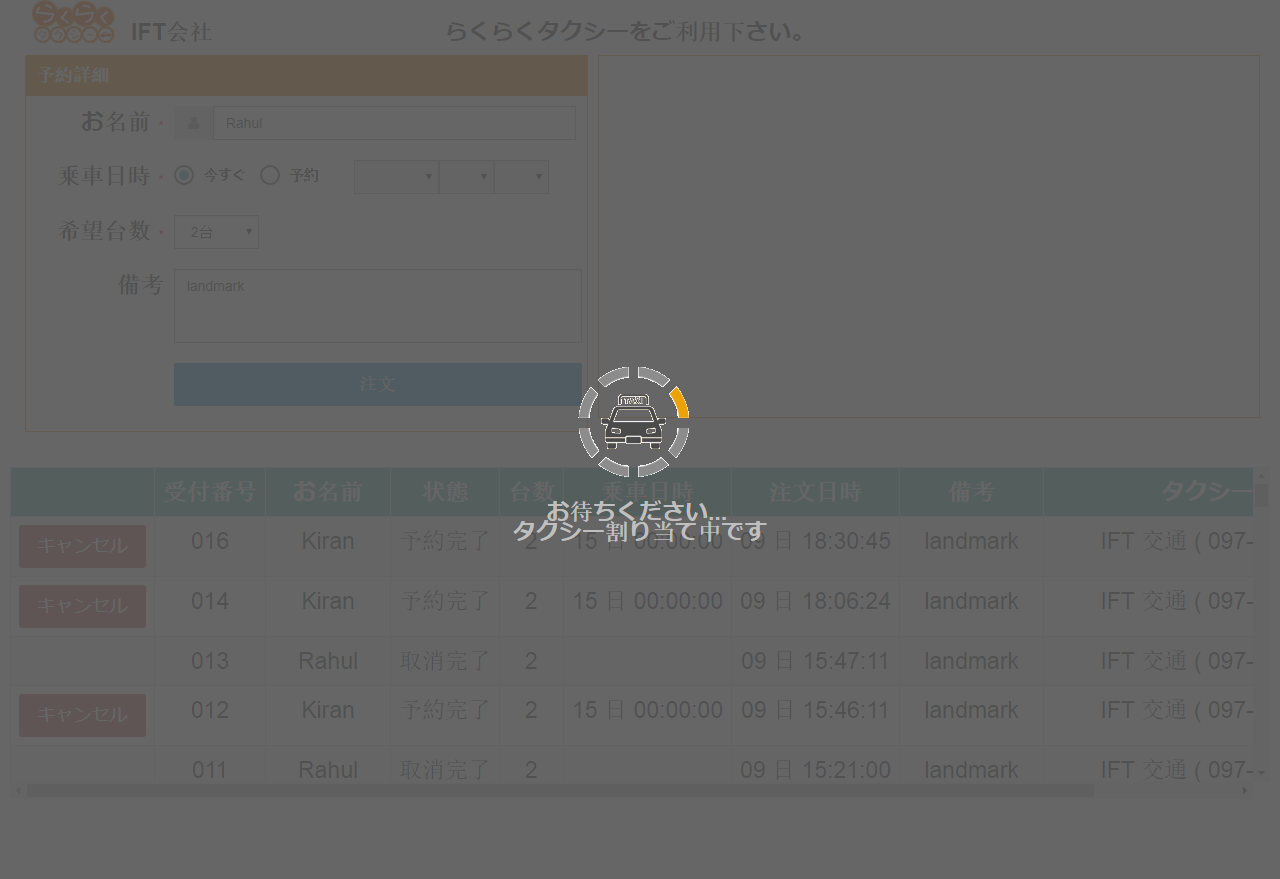 らくらく
タクシー
IFT会社
らくらくタクシーをご利用下さい。
予約詳細
お名前 *
Rahul
乗車日時 * 今すぐ 予約
希望台数 * 2台
備考
landmark
注文
TAXI
お待ちください...
タクシー割り当て中です
受付番号 お名前 状態 台数 乗車日時 注文日時 備考 タクシー
キャンセル 016 Kiran 予約完了 2 15 日 00:00:00 09 日 18:30:45 landmark IFT 交通 ( 097-
キャンセル 014 Kiran 予約完了 2 15 日 00:00:00 09 日 18:06:24 landmark IFT 交通 ( 097-
013 Rahul 取消完了 2 09 日 15:47:11 landmark IFT 交通 ( 097-
キャンセル 012 Kiran 予約完了 2 15 日 00:00:00 09 日 15:46:11 landmark IFT 交通 ( 097-
011 Rahul 取消完了 2 09 日 15:21:00 landmark IFT 交通 ( 097-